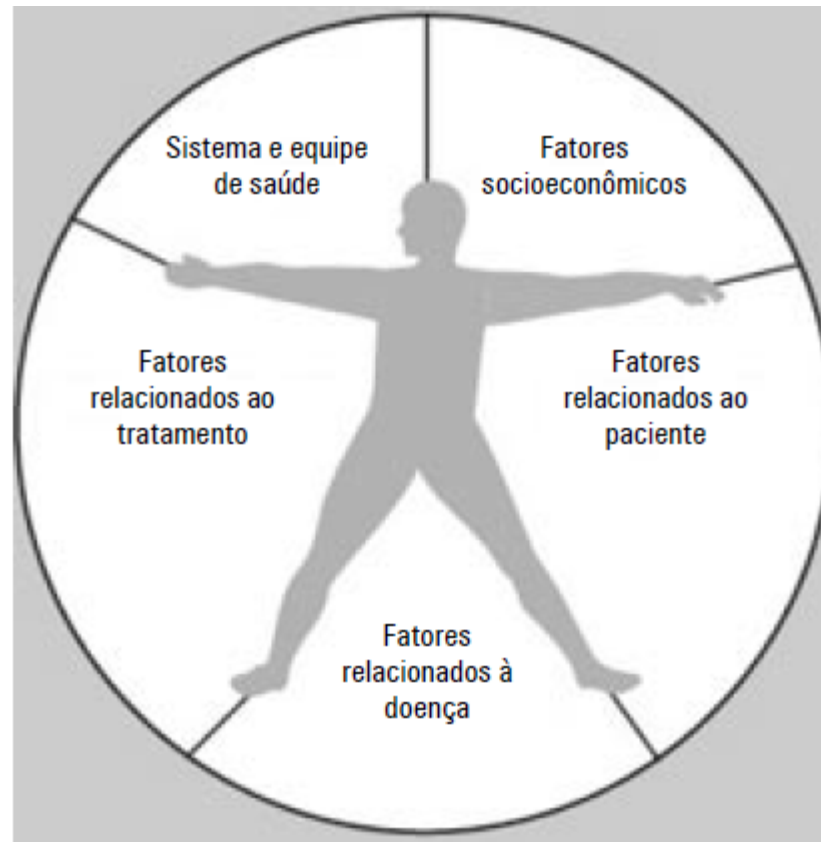 Sistema e equipe
de saúde
Fatores
socioeconômicos
Fatores
relacionados ao
tratamento
Fatores
relacionados ao
paciente
Fatores
relacionados à
doença